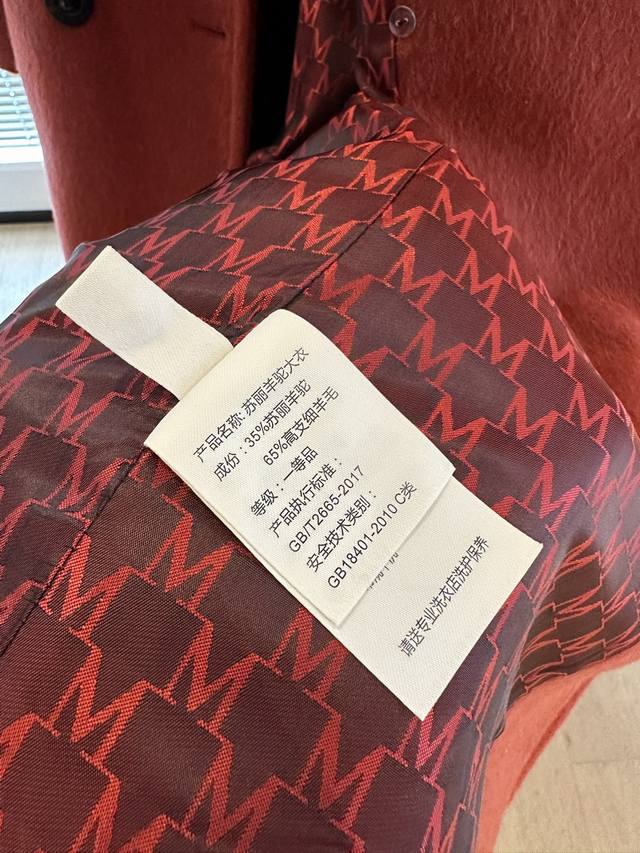 产品名称: 苏丽羊驼大衣
成份：35%苏丽羊驼
65%高支细羊毛
等级：一等品
产品执行标准：
GB/T2665-2017
安全技术类别：
GB18401-2010 C类
请送专业洗衣店洗护保养